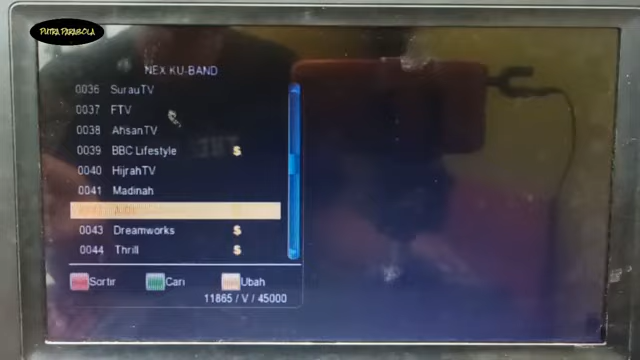 PUTRA PARABOLA
NEX KU-BAND
0036 SurauTV
0037 FTV
0038 AhsanTV
0039 BBC Lifestyle $
0040 HijrahTV
0041 Madinah
0043 Dreamworks $
0044 Thrill $
Sortir Cari Ubah
11865 / V / 45000